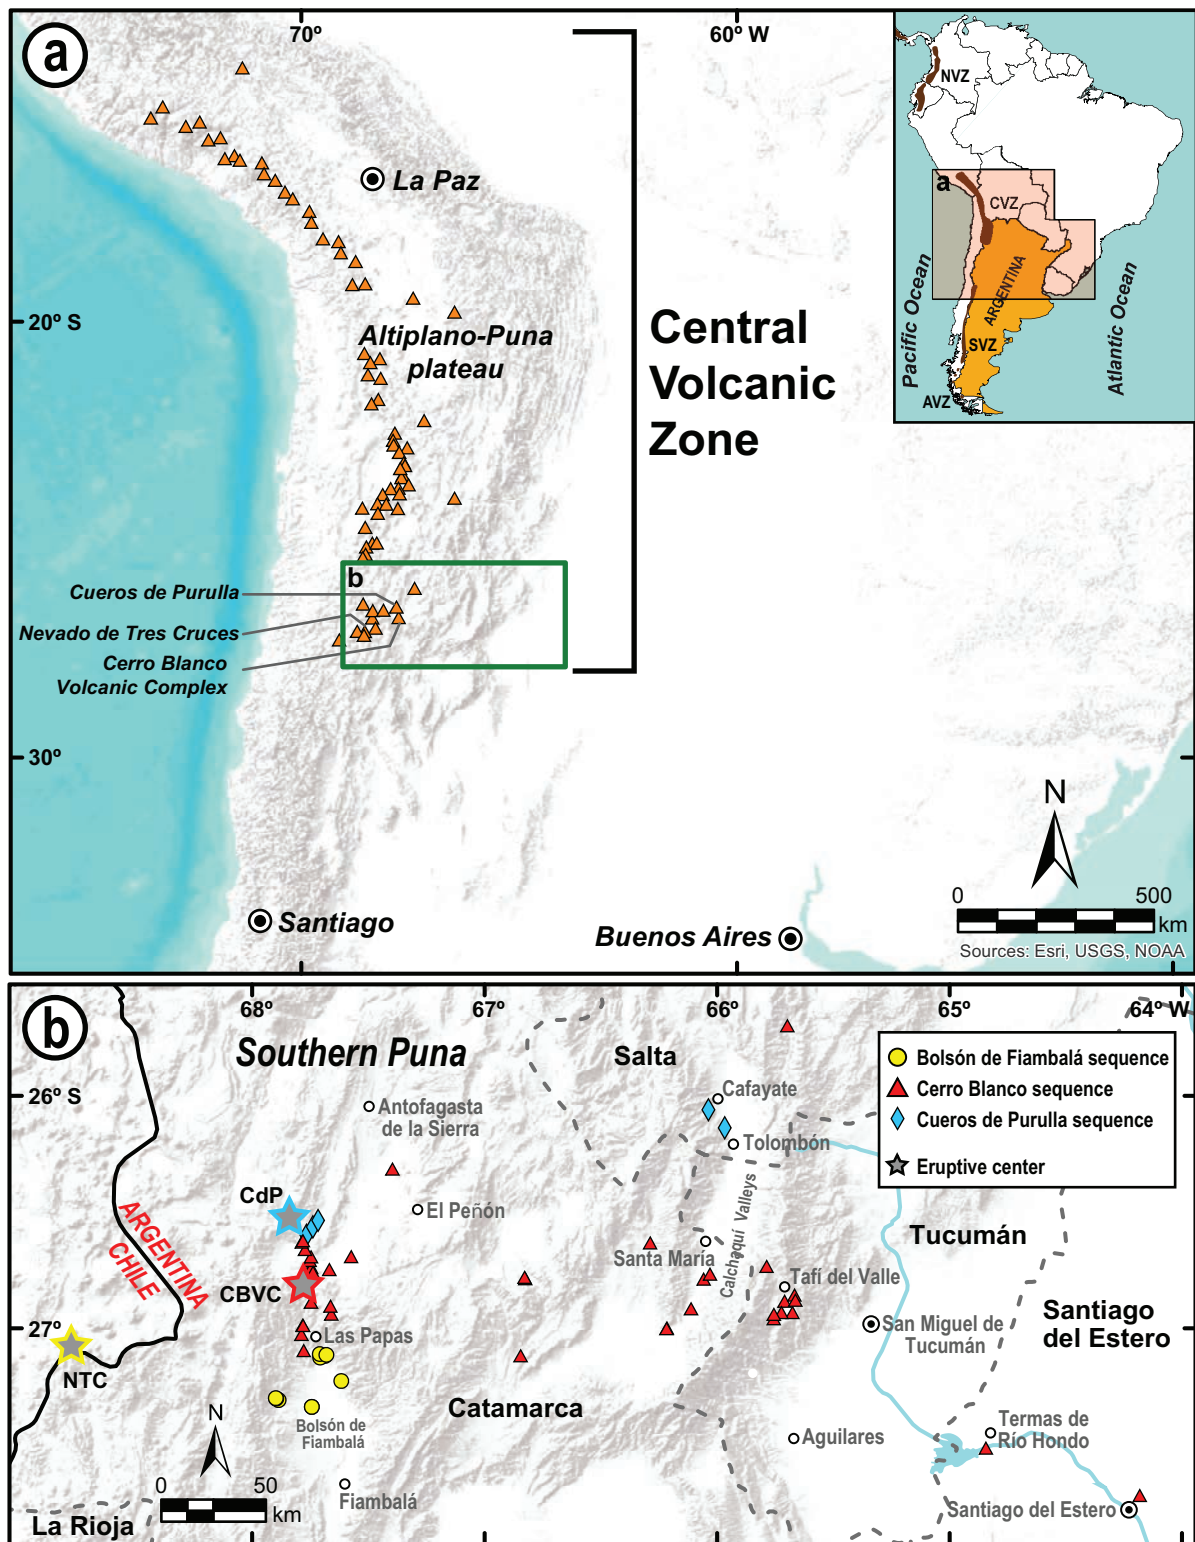 a
70º
60º W
20º S
30º
La Paz
Altiplano-Puna
plateau
Central
Volcanic
Zone
b
Cueros de Purulla
Nevado de Tres Cruces
Cerro Blanco
Volcanic Complex
Santiago
Buenos Aires
N
0
500
km
Sources: Esri, USGS, NOAA
NVZ
a
CVZ
ARGENTINA
SVZ
AVZ
Pacific Ocean
Atlantic Ocean
b
68º
67º
66º
65º
64º W
26º S
27º
Southern Puna
Salta
Bolsón de Fiambalá sequence
Cerro Blanco sequence
Cueros de Purulla sequence
Eruptive center
Antofagasta
de la Sierra
Cafayate
Tolombón
CdP
El Peñón
ARGENTINA
CHILE
Santa María
Calchaquí Valleys
Tucumán
CBVC
Tafí del Valle
Las Papas
San Miguel de
Tucumán
Santiago
del Estero
NTC
Catamarca
Bolsón de
Fiambalá
Aguilares
Termas de
Río Hondo
N
0
50
km
Fiambalá
Santiago del Estero
La Rioja